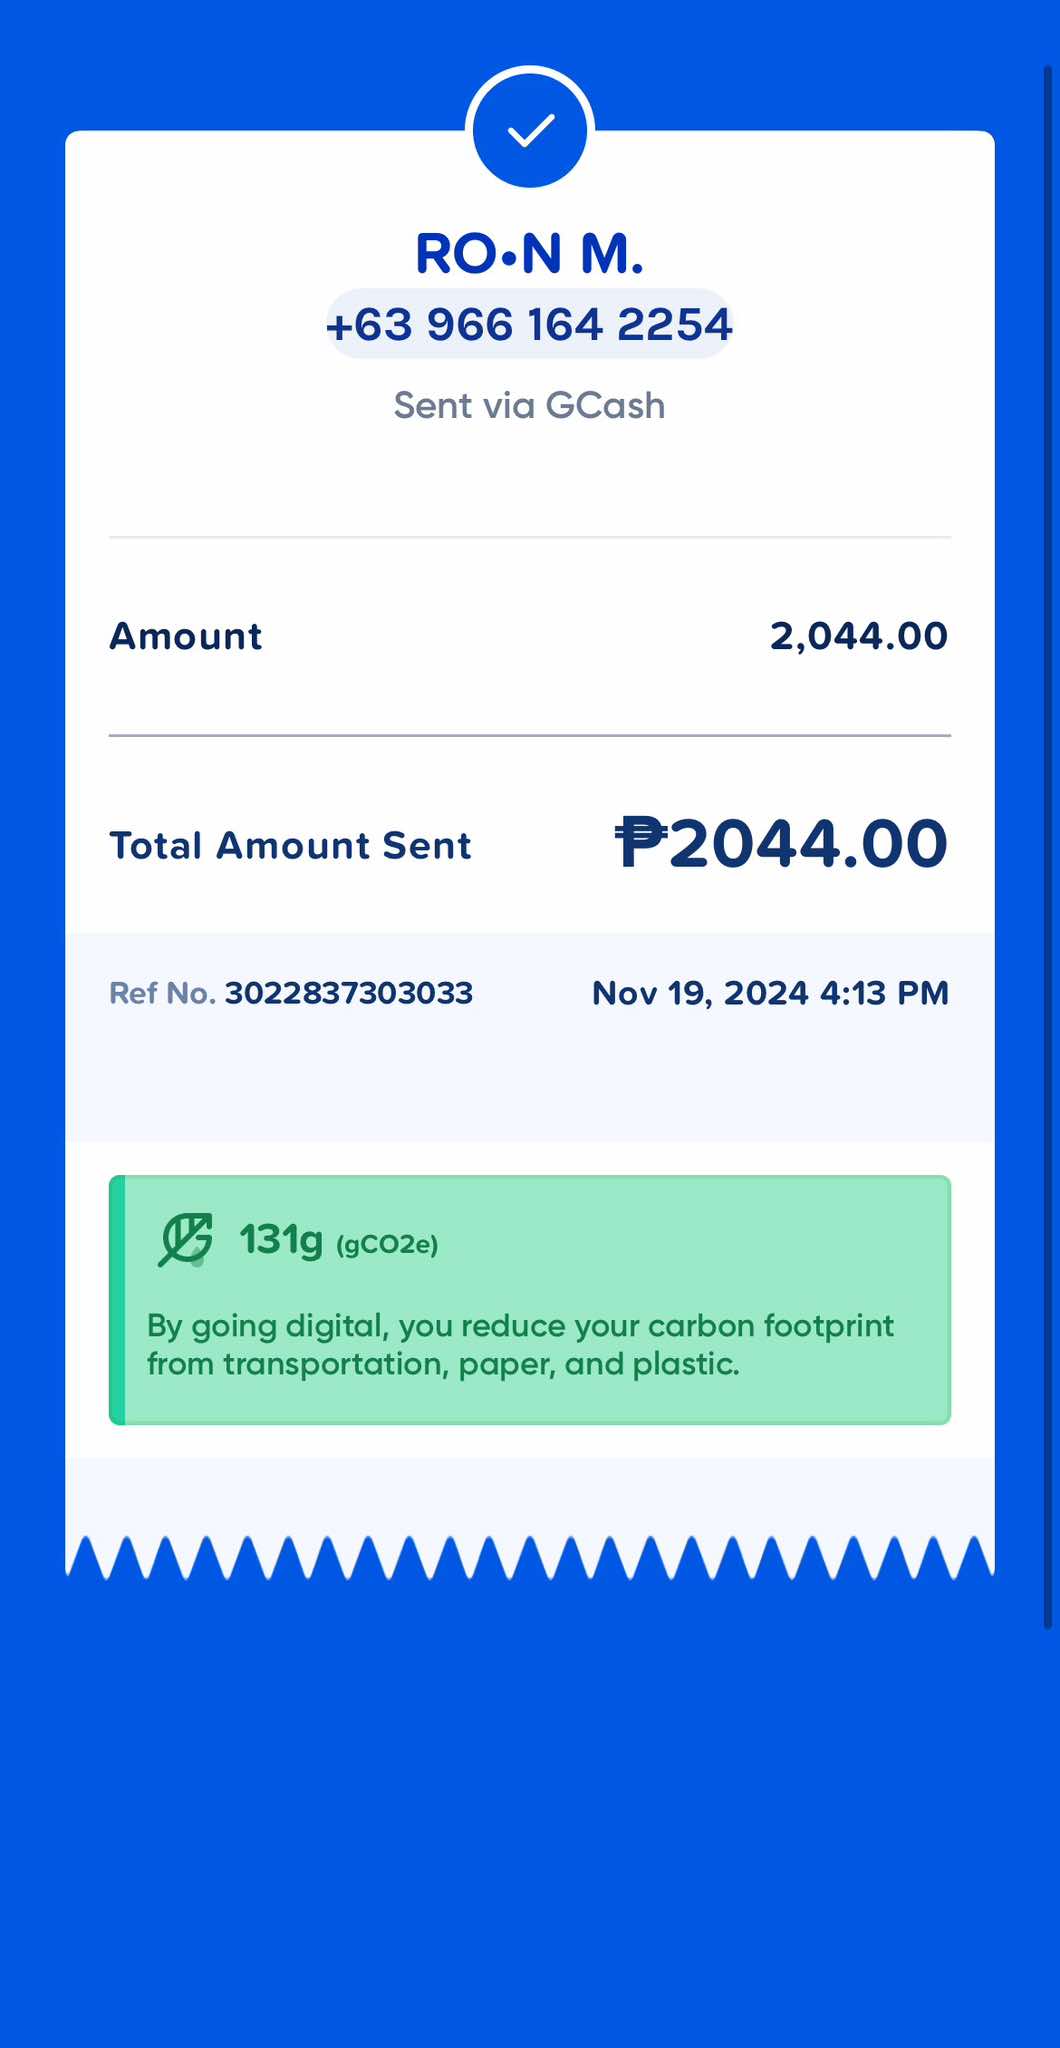 RO•N M.
+63 966 164 2254
Sent via GCash
Amount 2,044.00
Total Amount Sent ₱2044.00
Ref No. 3022837303033 Nov 19, 2024 4:13 PM
131g (gCO2e)
By going digital, you reduce your carbon footprint
from transportation, paper, and plastic.